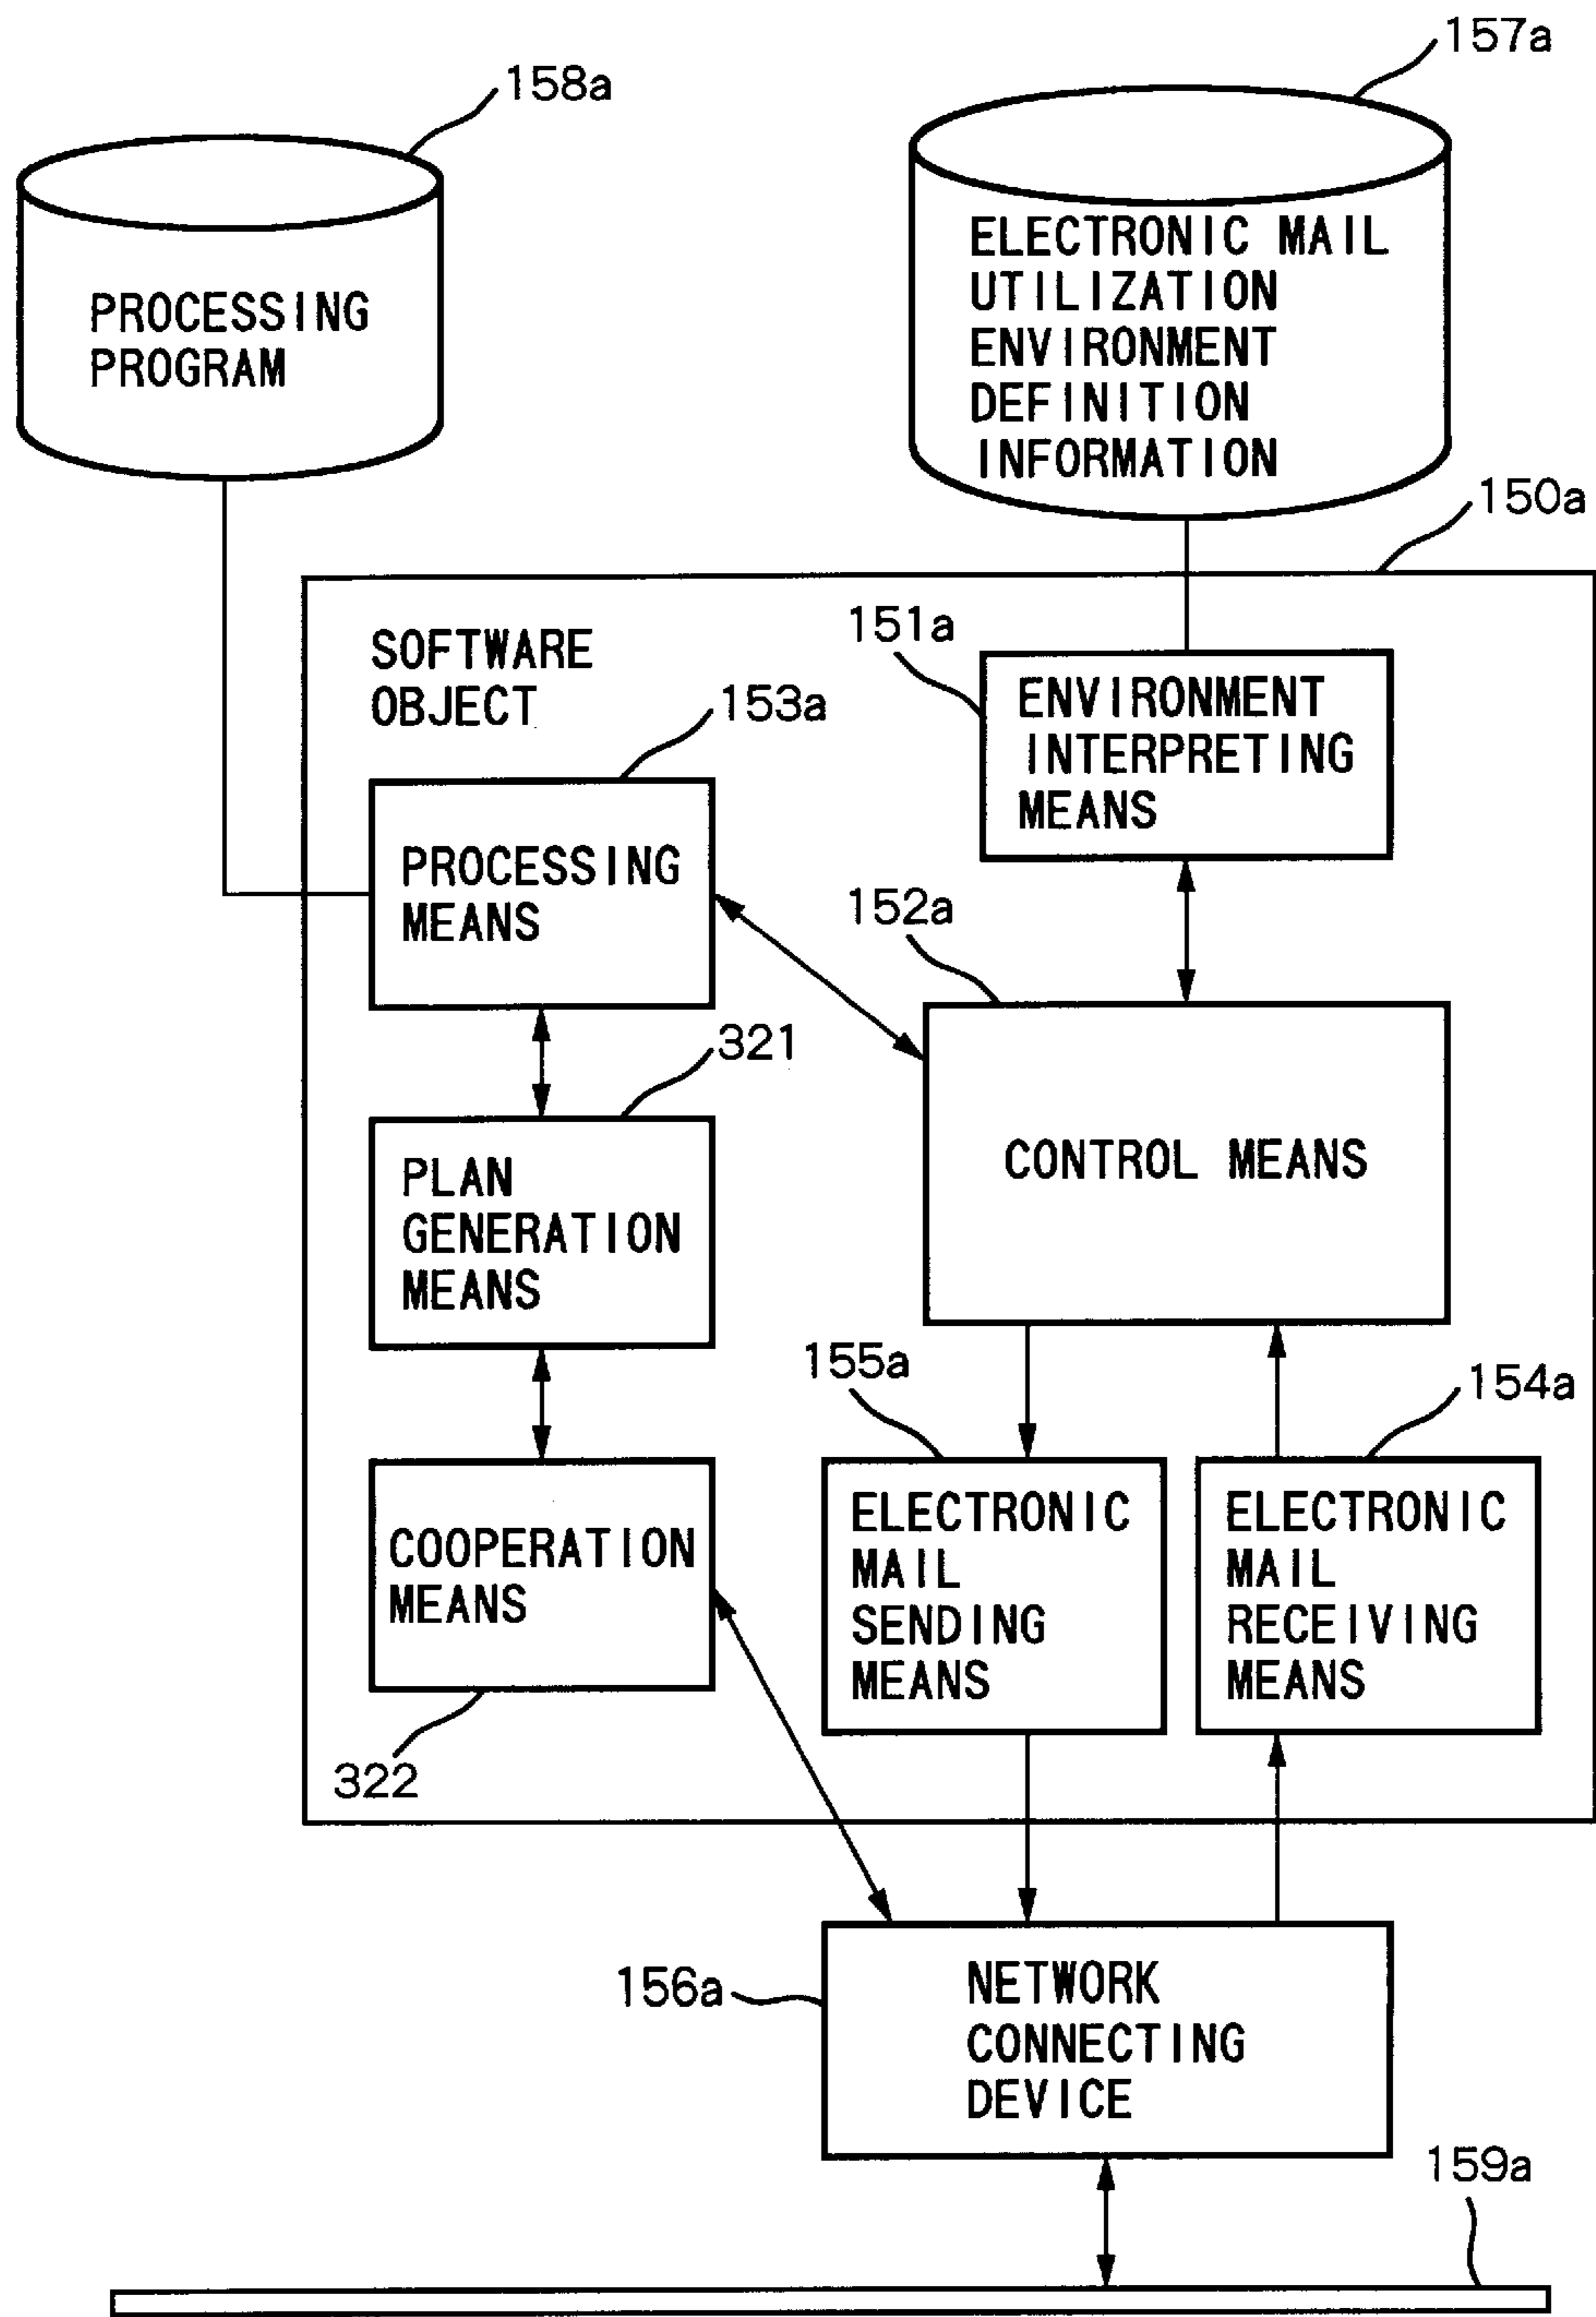 157a
158a
ELECTRONIC MAIL
UTILIZATION
ENVIRONMENT
DEFINITION
INFORMATION
PROCESSING
PROGRAM
150a
151a
SOFTWARE
OBJECT
153a
ENVIRONMENT
INTERPRETING
MEANS
PROCESSING
MEANS
152a
321
CONTROL MEANS
PLAN
GENERATION
MEANS
155a
154a
COOPERATION
MEANS
ELECTRONIC
MAIL
SENDING
MEANS
ELECTRONIC
MAIL
RECEIVING
MEANS
322
156a
NETWORK
CONNECTING
DEVICE
159a